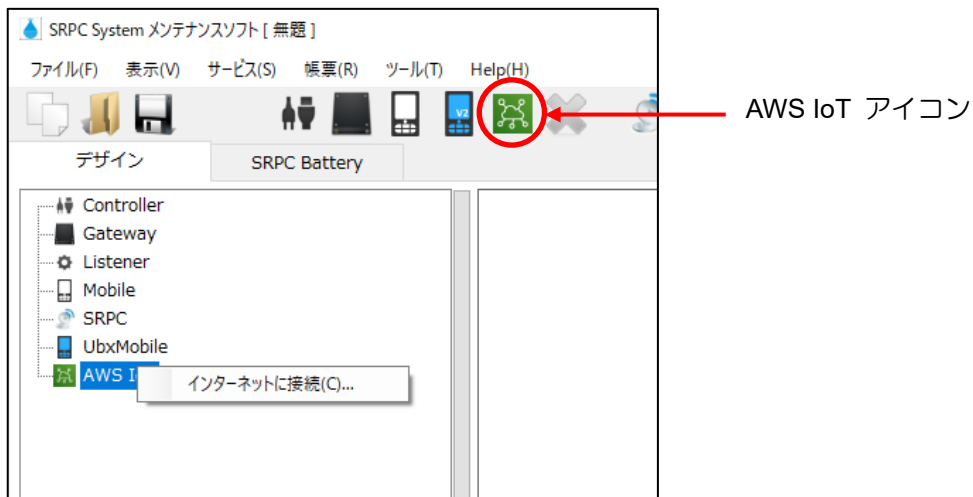 SRPC System メンテナンスソフト [ 無題 ]
ファイル(F) 表示(V) サービス(S) 帳票(R) ツール(T) Help(H)
V2
AWS IoT アイコン
デザイン SRPC Battery
Controller
Gateway
Listener
Mobile
SRPC
UbxMobile
AWS I
インターネットに接続(C)...